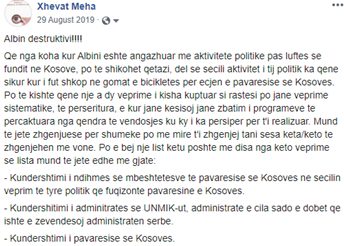 Xhevat Meha
29 August 2019 ·
Albin destruktivi!!!!
Qe nga koha kur Albini eshte angazhuar me aktivitete politike pas luftes se
fundit ne Kosove, po te shikohet qetazi, del se secili aktivitet i tij politik ka qene
sikur kur i fut shkop ne gomat e bicikletes per ecjen e pavaresise se Kosoves.
Po te kishte qene nje a dy veprime i kisha kuptuar si rastesi po jane veprime
sistematike, te perseritura, e kur jane kesisoj jane zbatim i programeve te
percaktuara nga qendra te vendosjes ku ky i ka persiper per t'i realizuar. Mund
te jete zhgenjuese per shumeke po me mire t'i zhgenjej tani sesa keta/keto te
zhgenjehen me vone. Po e bej nje list ketu poshte me disa nga keto veprime
se lista mund te jete edhe me gjate:
- Kundershtimi i ndihmes se mbeshtetesve te pavaresise se Kosoves ne secilin
veprim te tyre politik qe fuqizonte pavaresine e Kosoves.
- Kundershitimi i adminitrates se UNMIK-ut, administrate e cila sado e dobet qe
ishte e zevendesoj administraten serbe.
- Kundershtimi i pavaresise se Kosoves.